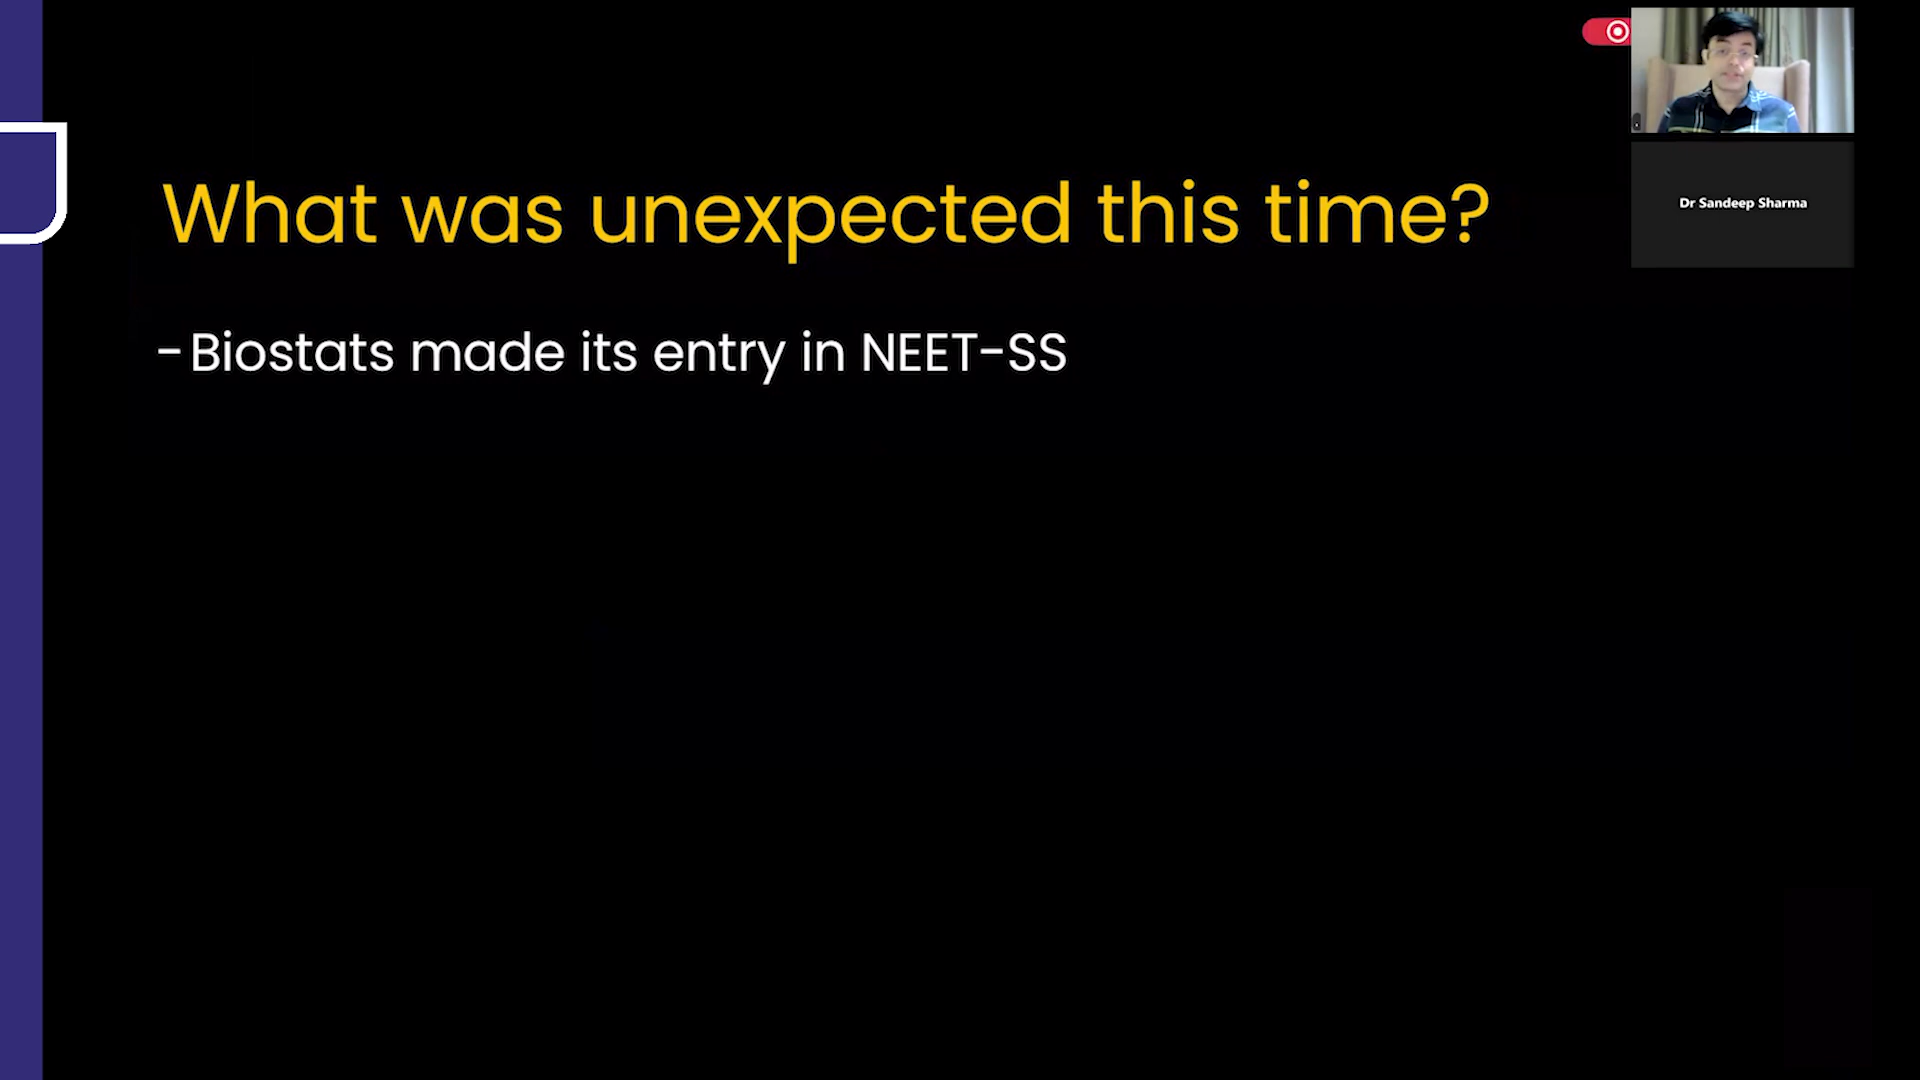 What was unexpected this time?
-Biostats made its entry in NEET-SS
Dr Sandeep Sharma